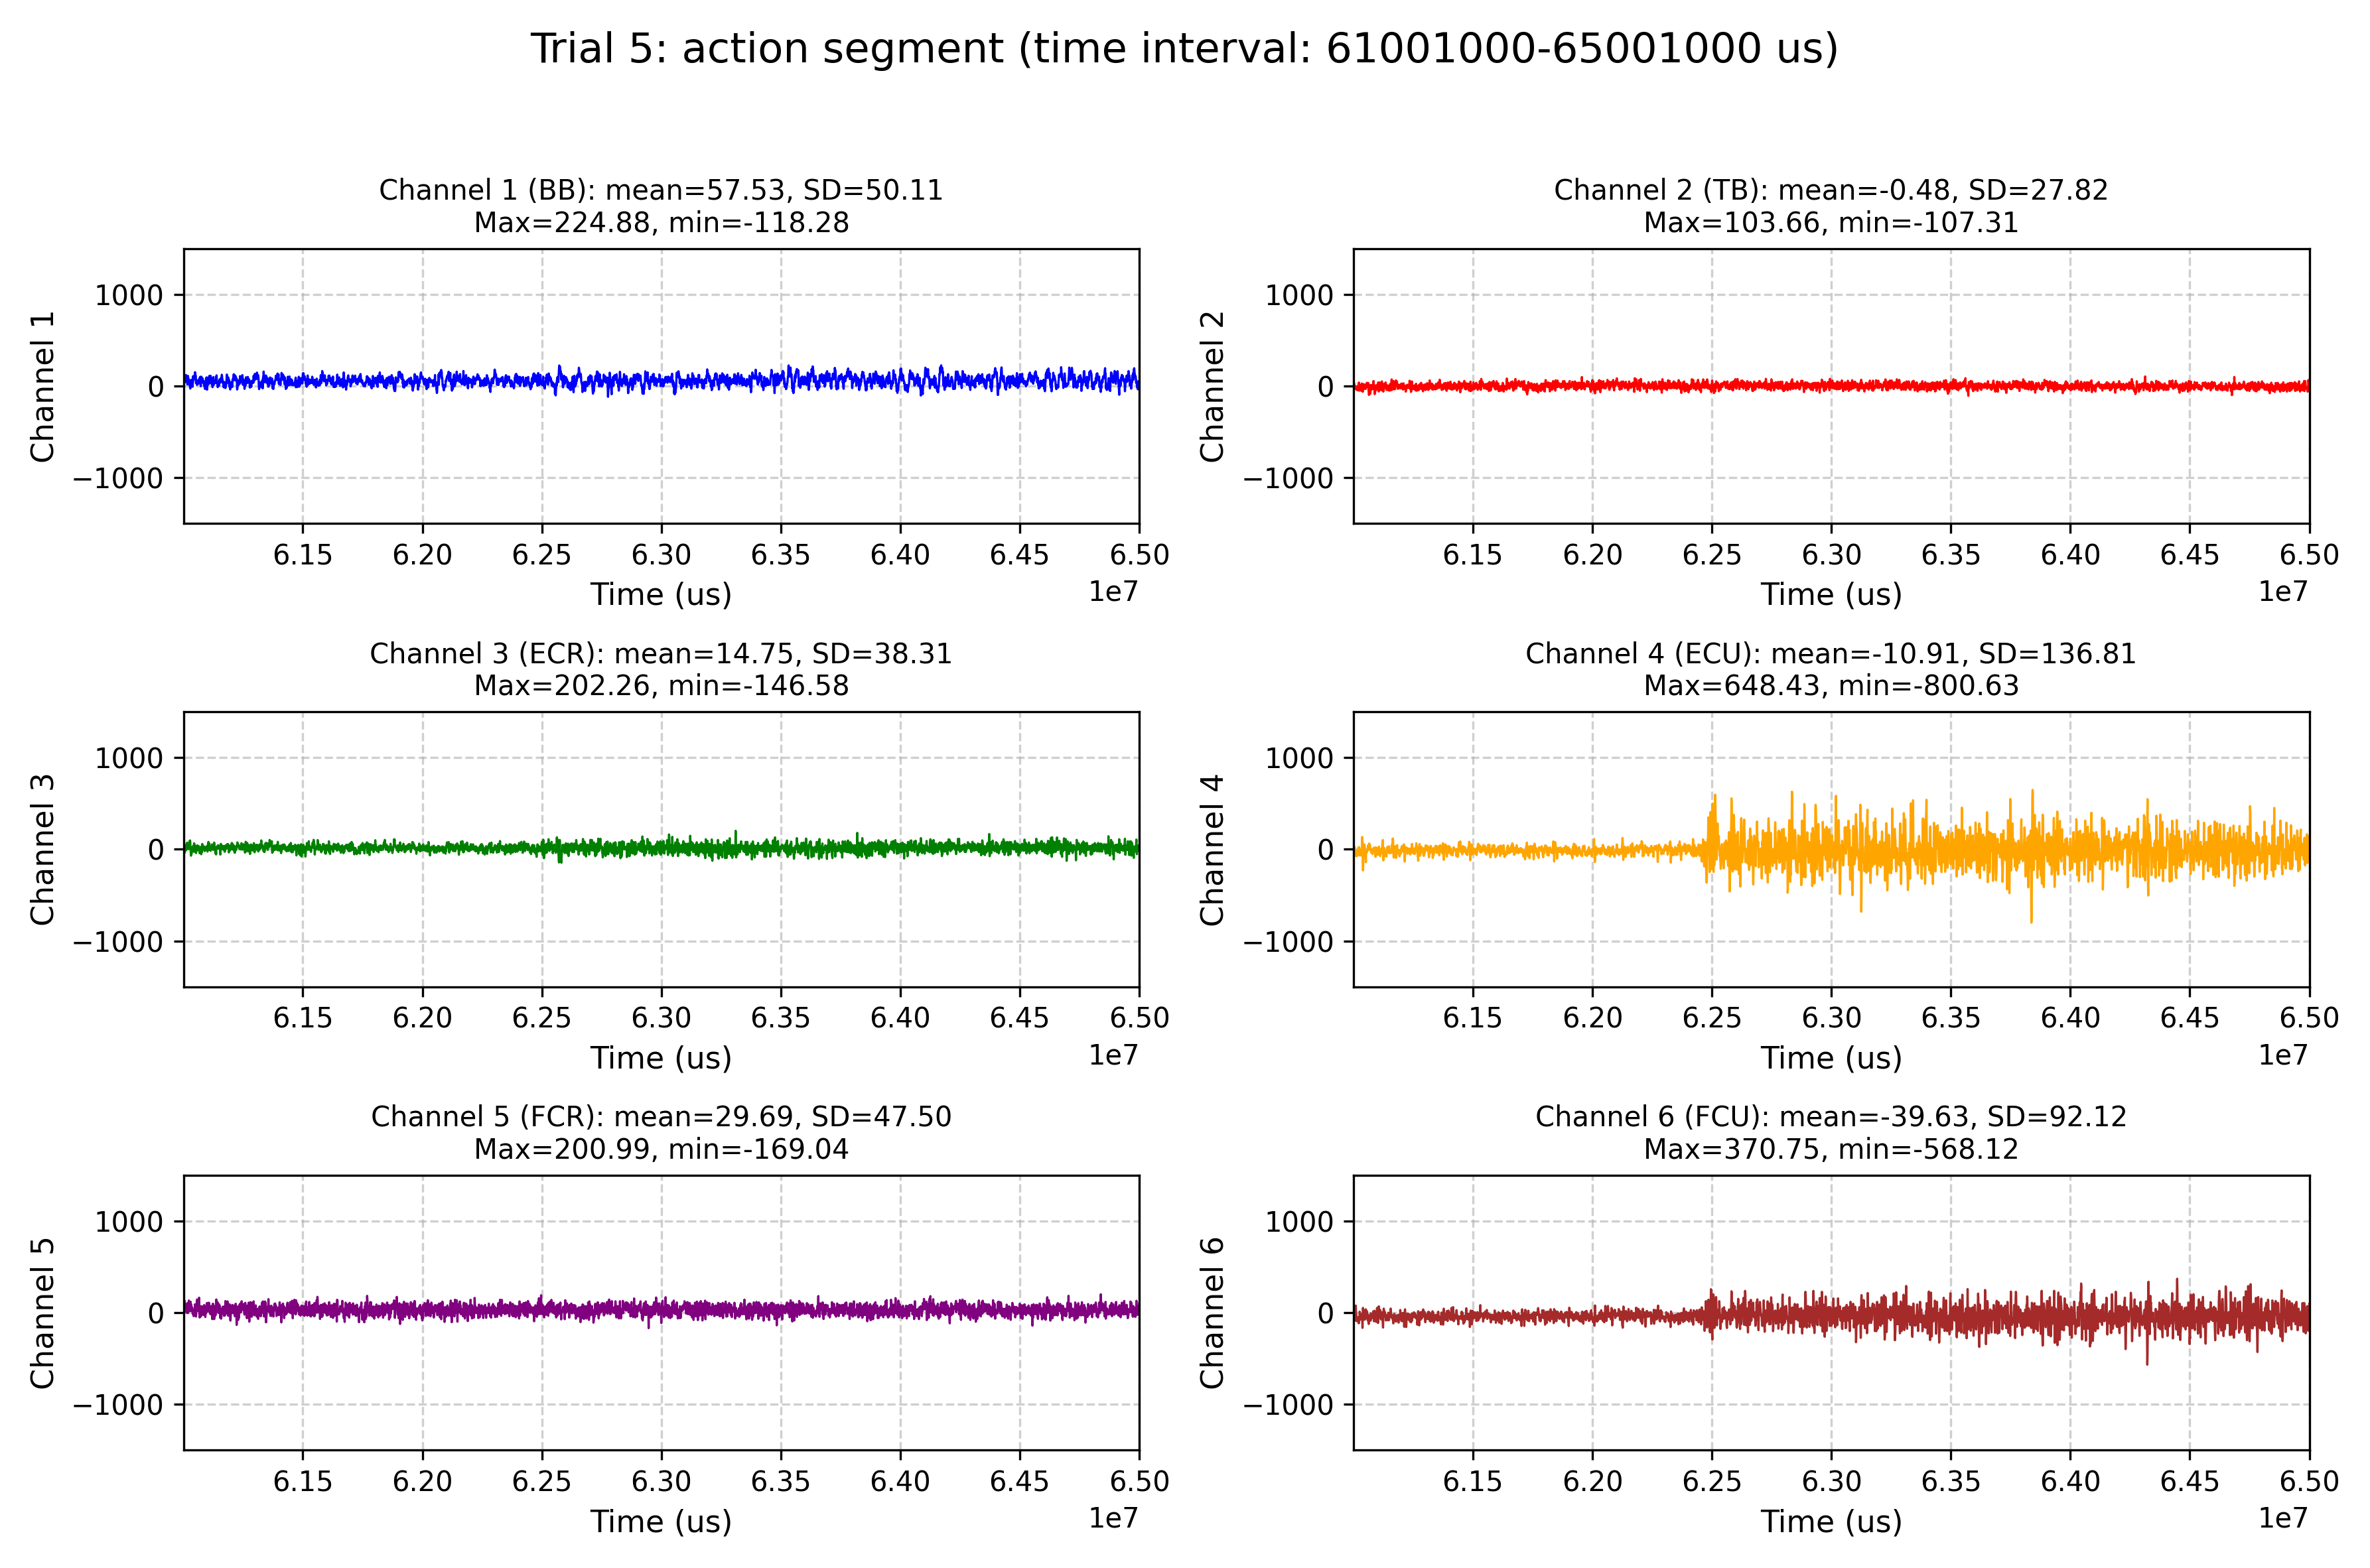 Trial 5: action segment (time interval: 61001000-65001000 us)
Channel 1 (BB): mean=57.53, SD=50.11
Max=224.88, min=-118.28
Channel 1
1000
0
−1000
6.15 6.20 6.25 6.30 6.35 6.40 6.45 6.50
Time (us)
1e7
Channel 2 (TB): mean=-0.48, SD=27.82
Max=103.66, min=-107.31
Channel 2
1000
0
−1000
6.15 6.20 6.25 6.30 6.35 6.40 6.45 6.50
Time (us)
1e7
Channel 3 (ECR): mean=14.75, SD=38.31
Max=202.26, min=-146.58
Channel 3
1000
0
−1000
6.15 6.20 6.25 6.30 6.35 6.40 6.45 6.50
Time (us)
1e7
Channel 4 (ECU): mean=-10.91, SD=136.81
Max=648.43, min=-800.63
Channel 4
1000
0
−1000
6.15 6.20 6.25 6.30 6.35 6.40 6.45 6.50
Time (us)
1e7
Channel 5 (FCR): mean=29.69, SD=47.50
Max=200.99, min=-169.04
Channel 5
1000
0
−1000
6.15 6.20 6.25 6.30 6.35 6.40 6.45 6.50
Time (us)
1e7
Channel 6 (FCU): mean=-39.63, SD=92.12
Max=370.75, min=-568.12
Channel 6
1000
0
−1000
6.15 6.20 6.25 6.30 6.35 6.40 6.45 6.50
Time (us)
1e7